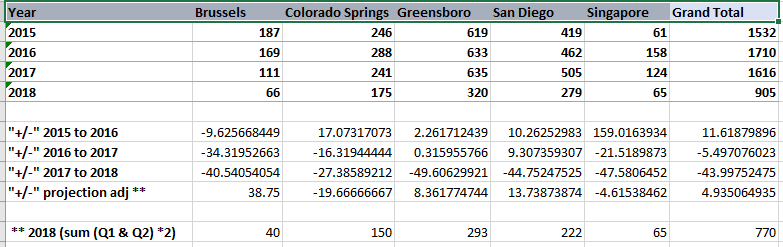 Year Brussels Colorado Springs Greensboro San Diego Singapore Grand Total
2015 187 246 619 419 61 1532
2016 169 288 633 462 158 1710
2017 111 241 635 505 124 1616
2018 66 175 320 279 65 905
"+/-" 2015 to 2016 -9.625668449 17.07317073 2.261712439 10.26252983 159.0163934 11.61879896
"+/-" 2016 to 2017 -34.31952663 -16.31944444 0.315955766 9.307359307 -21.5189873 -5.497076023
"+/-" 2017 to 2018 -40.54054054 -27.38589212 -49.60629921 -44.75247525 -47.5806452 -43.99752475
"+/-" projection adj ** 38.75 -19.66666667 8.361774744 13.73873874 -4.61538462 4.935064935
** 2018 (sum (Q1 & Q2) *2) 40 150 293 222 65 770